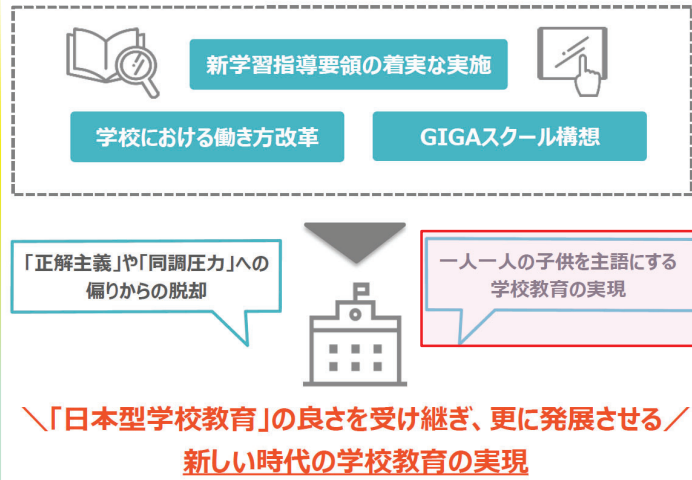 新学習指導要領の着実な実施
学校における働き方改革
GIGAスクール構想
「正解主義」や「同調圧力」への
偏りからの脱却
一人一人の子供を主語にする
学校教育の実現
＼「日本型学校教育」の良さを受け継ぎ、更に発展させる／
新しい時代の学校教育の実現